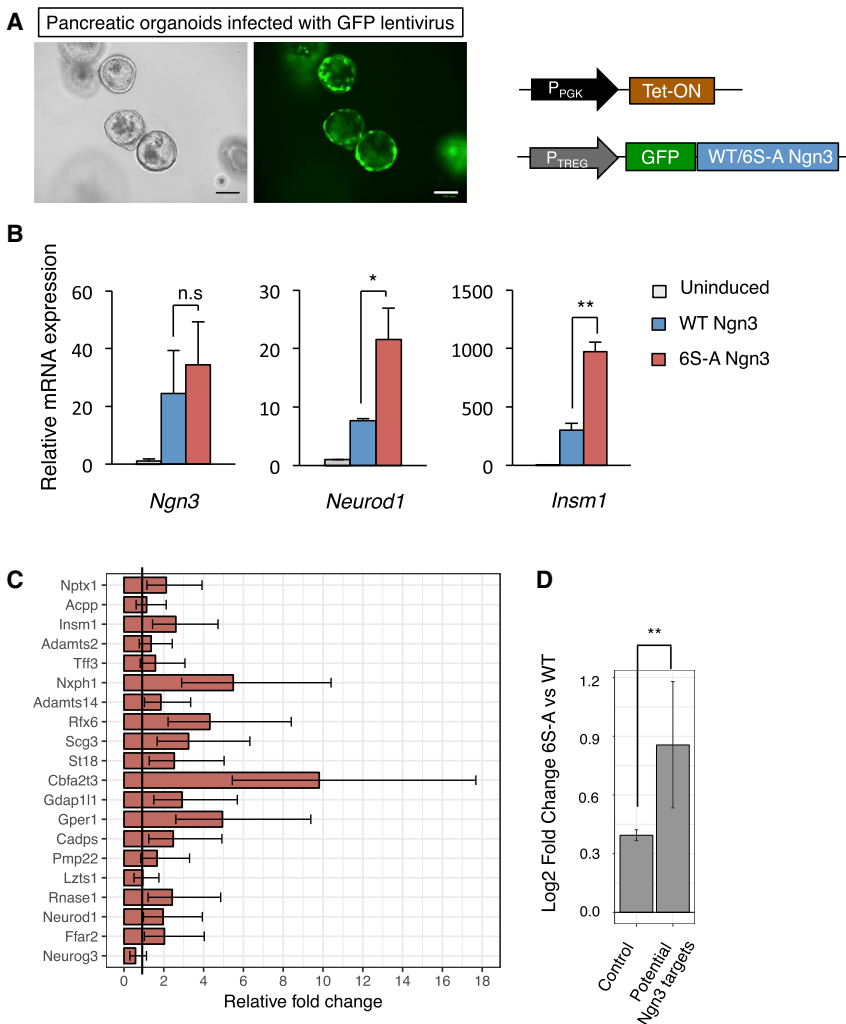 A
Pancreatic organoids infected with GFP lentivirus
P_PGK
Tet-ON
P_TREG
GFP
WT/6S-A Ngn3
B
Relative mRNA expression
60
40
20
0
n.s
Ngn3
30
20
10
0
*
Neurod1
1500
1000
500
0
**
Insm1
Uninduced
WT Ngn3
6S-A Ngn3
C
Nptx1
Acpp
Insm1
Adamts2
Tff3
Nxph1
Adamts14
Rfx6
Scg3
St18
Cbfa2t3
Gdap1l1
Gper1
Cadps
Pmp22
Lzts1
Rnase1
Neurod1
Ffar2
Neurog3
0 2 4 6 8 10 12 14 16 18
Relative fold change
D
Log2 Fold Change 6S-A vs WT
**
1.2
0.9
0.6
0.3
0.0
Control
Potential
Ngn3 targets